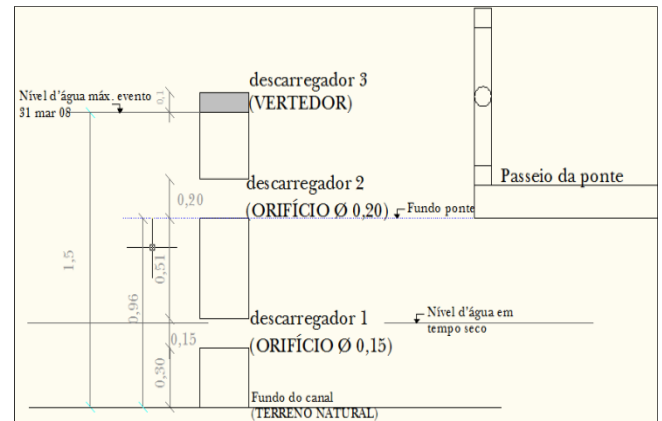 descarregador 3
Nível d'água máx. evento
31 mar 08
0,1
(VERTEDOR)
descarregador 2
Passeio da ponte
0,20
(ORIFÍCIO Ø 0,20)
Fundo ponte
1,5
0,51
0,96
descarregador 1
Nível d'água em
tempo seco
0,15
(ORIFÍCIO Ø 0,15)
0,30
Fundo do canal
(TERRENO NATURAL)